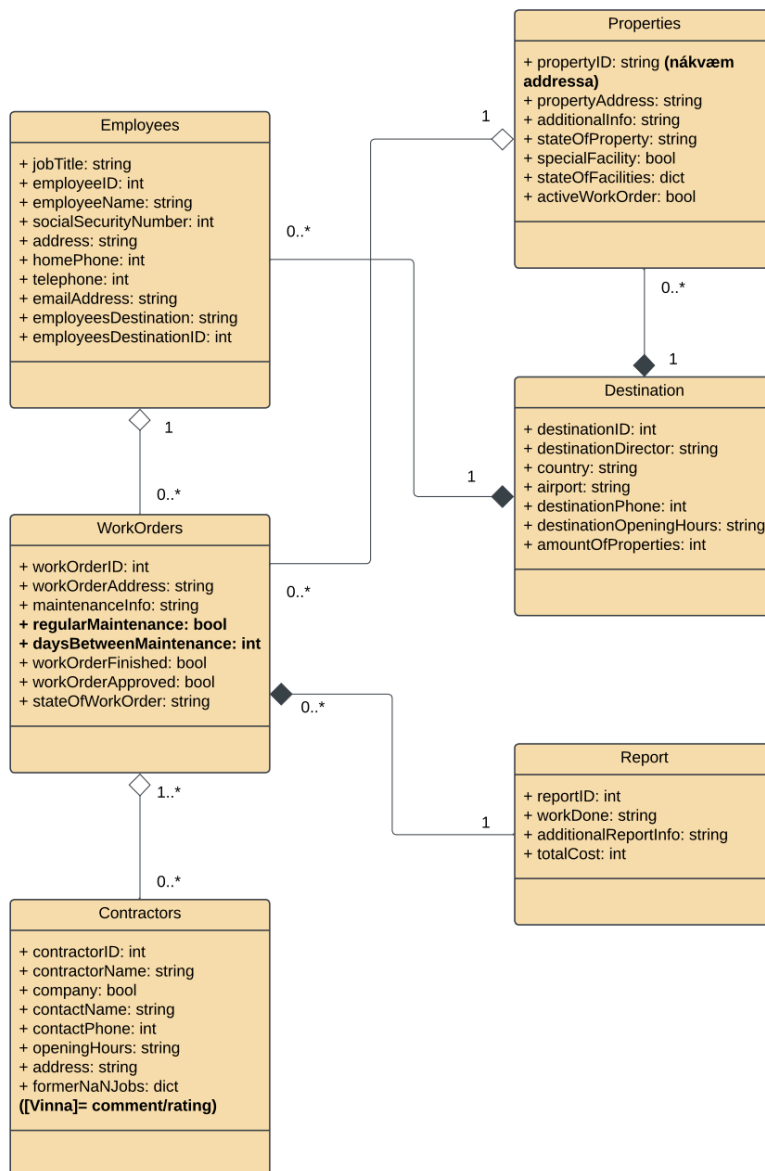 Properties
+ propertyID: string (nákvæm
addressa)
+ propertyAddress: string
+ additionalInfo: string
+ stateOfProperty: string
+ specialFacility: bool
+ stateOfFacilities: dict
+ activeWorkOrder: bool
Employees
+ jobTitle: string
+ employeeID: int
+ employeeName: string
+ socialSecurityNumber: int
+ address: string
+ homePhone: int
+ telephone: int
+ emailAddress: string
+ employeesDestination: string
+ employeesDestinationID: int
1
0..*
0..*
1
Destination
+ destinationID: int
+ destinationDirector: string
+ country: string
+ airport: string
+ destinationPhone: int
+ destinationOpeningHours: string
+ amountOfProperties: int
1
1
0..*
WorkOrders
+ workOrderID: int
+ workOrderAddress: string
+ maintenanceInfo: string
+ regularMaintenance: bool
+ daysBetweenMaintenance: int
+ workOrderFinished: bool
+ workOrderApproved: bool
+ stateOfWorkOrder: string
0..*
0..*
1
Report
+ reportID: int
+ workDone: string
+ additionalReportInfo: string
+ totalCost: int
1..*
0..*
Contractors
+ contractorID: int
+ contractorName: string
+ company: bool
+ contactName: string
+ contactPhone: int
+ openingHours: string
+ address: string
+ formerNaNJobs: dict
([Vinna]= comment/rating)